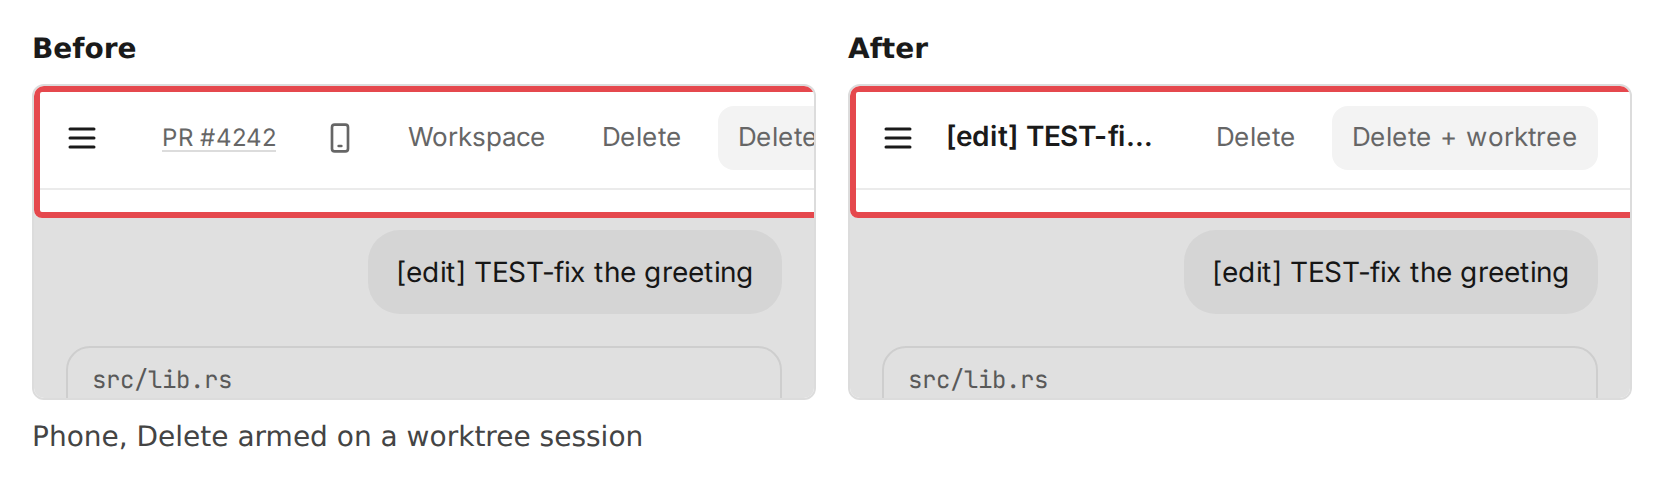 Before
PR #4242 Workspace Delete Delete
[edit] TEST-fix the greeting
src/lib.rs
After
[edit] TEST-fi... Delete Delete + worktree
[edit] TEST-fix the greeting
src/lib.rs
Phone, Delete armed on a worktree session